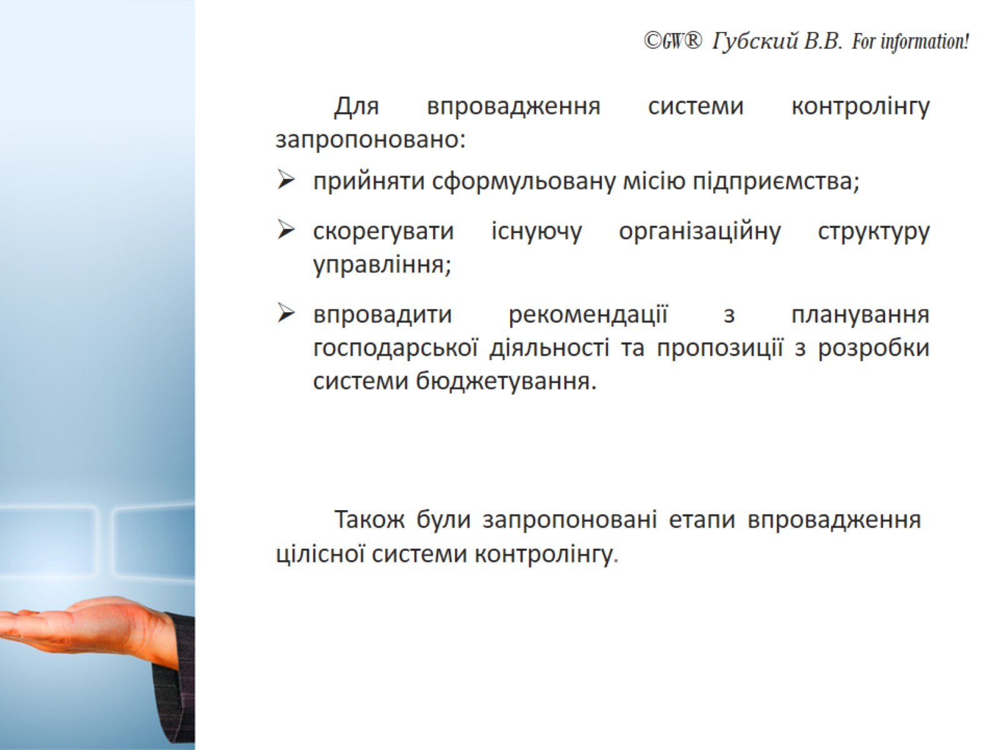 ©GW® Губский В.В. For information!
Для впровадження системи контролінгу
запропоновано:
➢ прийняти сформульовану місію підприємства;
➢ скорегувати існуючу організаційну структуру
управління;
➢ впровадити рекомендації з планування
господарської діяльності та пропозиції з розробки
системи бюджетування.
Також були запропоновані етапи впровадження
цілісної системи контролінгу.